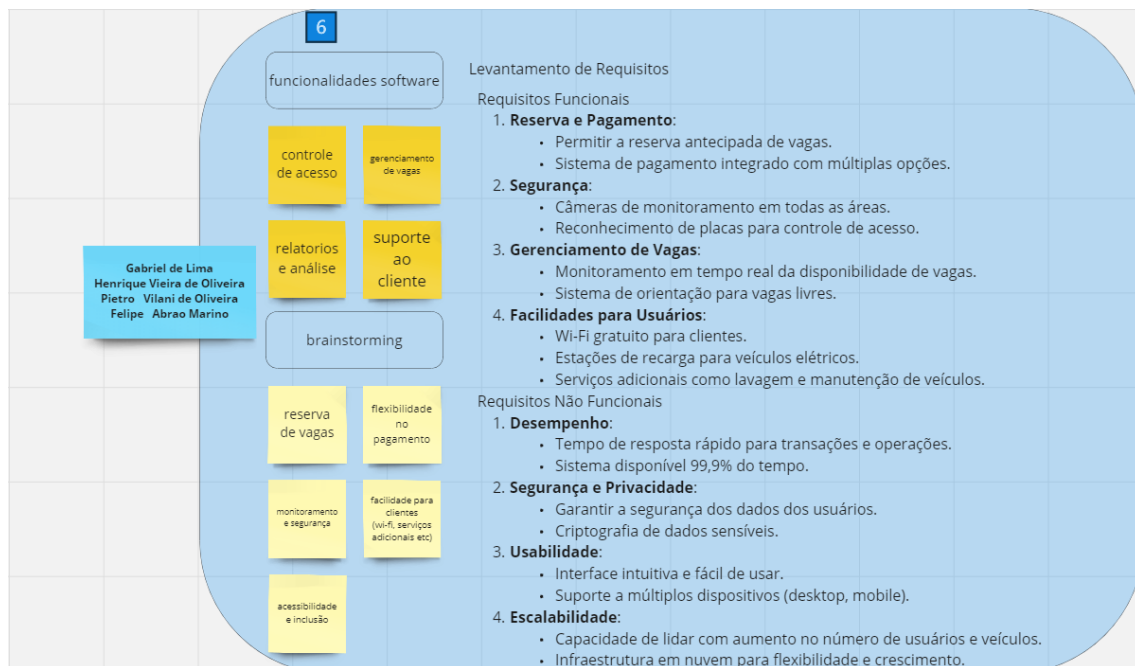 6
funcionalidades software
controle
de acesso
gerenciamento
de vagas
relatorios
e análise
suporte
ao
cliente
Gabriel de Lima
Henrique Vieira de Oliveira
Pietro Vilani de Oliveira
Felipe Abrao Marino
brainstorming
reserva
de vagas
flexibilidade
no
pagamento
monitoramento
e segurança
facilidade para
clientes
(wi-fi, serviços
adicionais etc)
acessibilidade
e inclusão
Levantamento de Requisitos
Requisitos Funcionais
1. Reserva e Pagamento:
• Permitir a reserva antecipada de vagas.
• Sistema de pagamento integrado com múltiplas opções.
2. Segurança:
• Câmeras de monitoramento em todas as áreas.
• Reconhecimento de placas para controle de acesso.
3. Gerenciamento de Vagas:
• Monitoramento em tempo real da disponibilidade de vagas.
• Sistema de orientação para vagas livres.
4. Facilidades para Usuários:
• Wi-Fi gratuito para clientes.
• Estações de recarga para veículos elétricos.
• Serviços adicionais como lavagem e manutenção de veículos.
Requisitos Não Funcionais
1. Desempenho:
• Tempo de resposta rápido para transações e operações.
• Sistema disponível 99,9% do tempo.
2. Segurança e Privacidade:
• Garantir a segurança dos dados dos usuários.
• Criptografia de dados sensíveis.
3. Usabilidade:
• Interface intuitiva e fácil de usar.
• Suporte a múltiplos dispositivos (desktop, mobile).
4. Escalabilidade:
• Capacidade de lidar com aumento no número de usuários e veículos.
• Infraestrutura em nuvem para flexibilidade e crescimento.